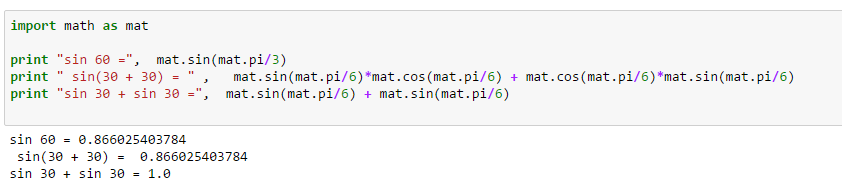 import math as mat
print "sin 60 =",  mat.sin(mat.pi/3)
print " sin(30 + 30) = " ,   mat.sin(mat.pi/6)*mat.cos(mat.pi/6) + mat.cos(mat.pi/6)*mat.sin(mat.pi/6)
print "sin 30 + sin 30 =",  mat.sin(mat.pi/6) + mat.sin(mat.pi/6)
sin 60 = 0.866025403784
 sin(30 + 30) =  0.866025403784
sin 30 + sin 30 = 1.0